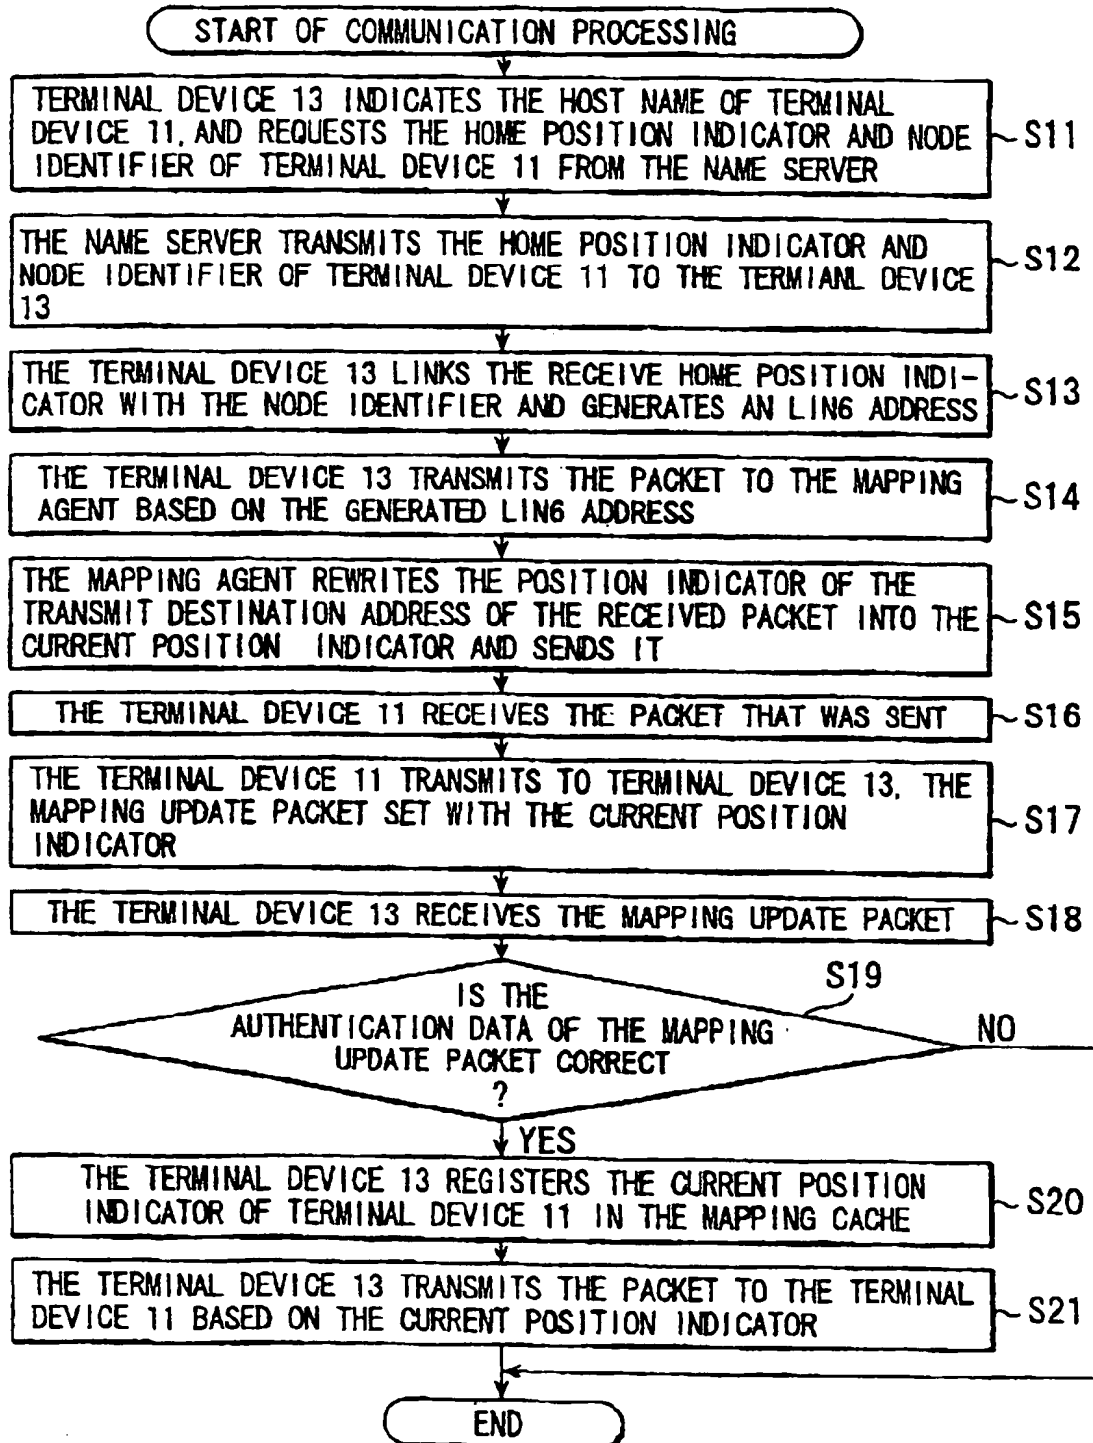 START OF COMMUNICATION PROCESSING
TERMINAL DEVICE 13 INDICATES THE HOST NAME OF TERMINAL
DEVICE 11, AND REQUESTS THE HOME POSITION INDICATOR AND NODE
IDENTIFIER OF TERMINAL DEVICE 11 FROM THE NAME SERVER
S11
THE NAME SERVER TRANSMITS THE HOME POSITION INDICATOR AND
NODE IDENTIFIER OF TERMINAL DEVICE 11 TO THE TERMIANL DEVICE
13
S12
THE TERMINAL DEVICE 13 LINKS THE RECEIVE HOME POSITION INDI-
CATOR WITH THE NODE IDENTIFIER AND GENERATES AN LIN6 ADDRESS
S13
THE TERMINAL DEVICE 13 TRANSMITS THE PACKET TO THE MAPPING
AGENT BASED ON THE GENERATED LIN6 ADDRESS
S14
THE MAPPING AGENT REWRITES THE POSITION INDICATOR OF THE
TRANSMIT DESTINATION ADDRESS OF THE RECEIVED PACKET INTO THE
CURRENT POSITION INDICATOR AND SENDS IT
S15
THE TERMINAL DEVICE 11 RECEIVES THE PACKET THAT WAS SENT
S16
THE TERMINAL DEVICE 11 TRANSMITS TO TERMINAL DEVICE 13, THE
MAPPING UPDATE PACKET SET WITH THE CURRENT POSITION
INDICATOR
S17
THE TERMINAL DEVICE 13 RECEIVES THE MAPPING UPDATE PACKET
S18
S19
IS THE
AUTHENTICATION DATA OF THE MAPPING
UPDATE PACKET CORRECT
?
NO
YES
THE TERMINAL DEVICE 13 REGISTERS THE CURRENT POSITION
INDICATOR OF TERMINAL DEVICE 11 IN THE MAPPING CACHE
S20
THE TERMINAL DEVICE 13 TRANSMITS THE PACKET TO THE TERMINAL
DEVICE 11 BASED ON THE CURRENT POSITION INDICATOR
S21
END